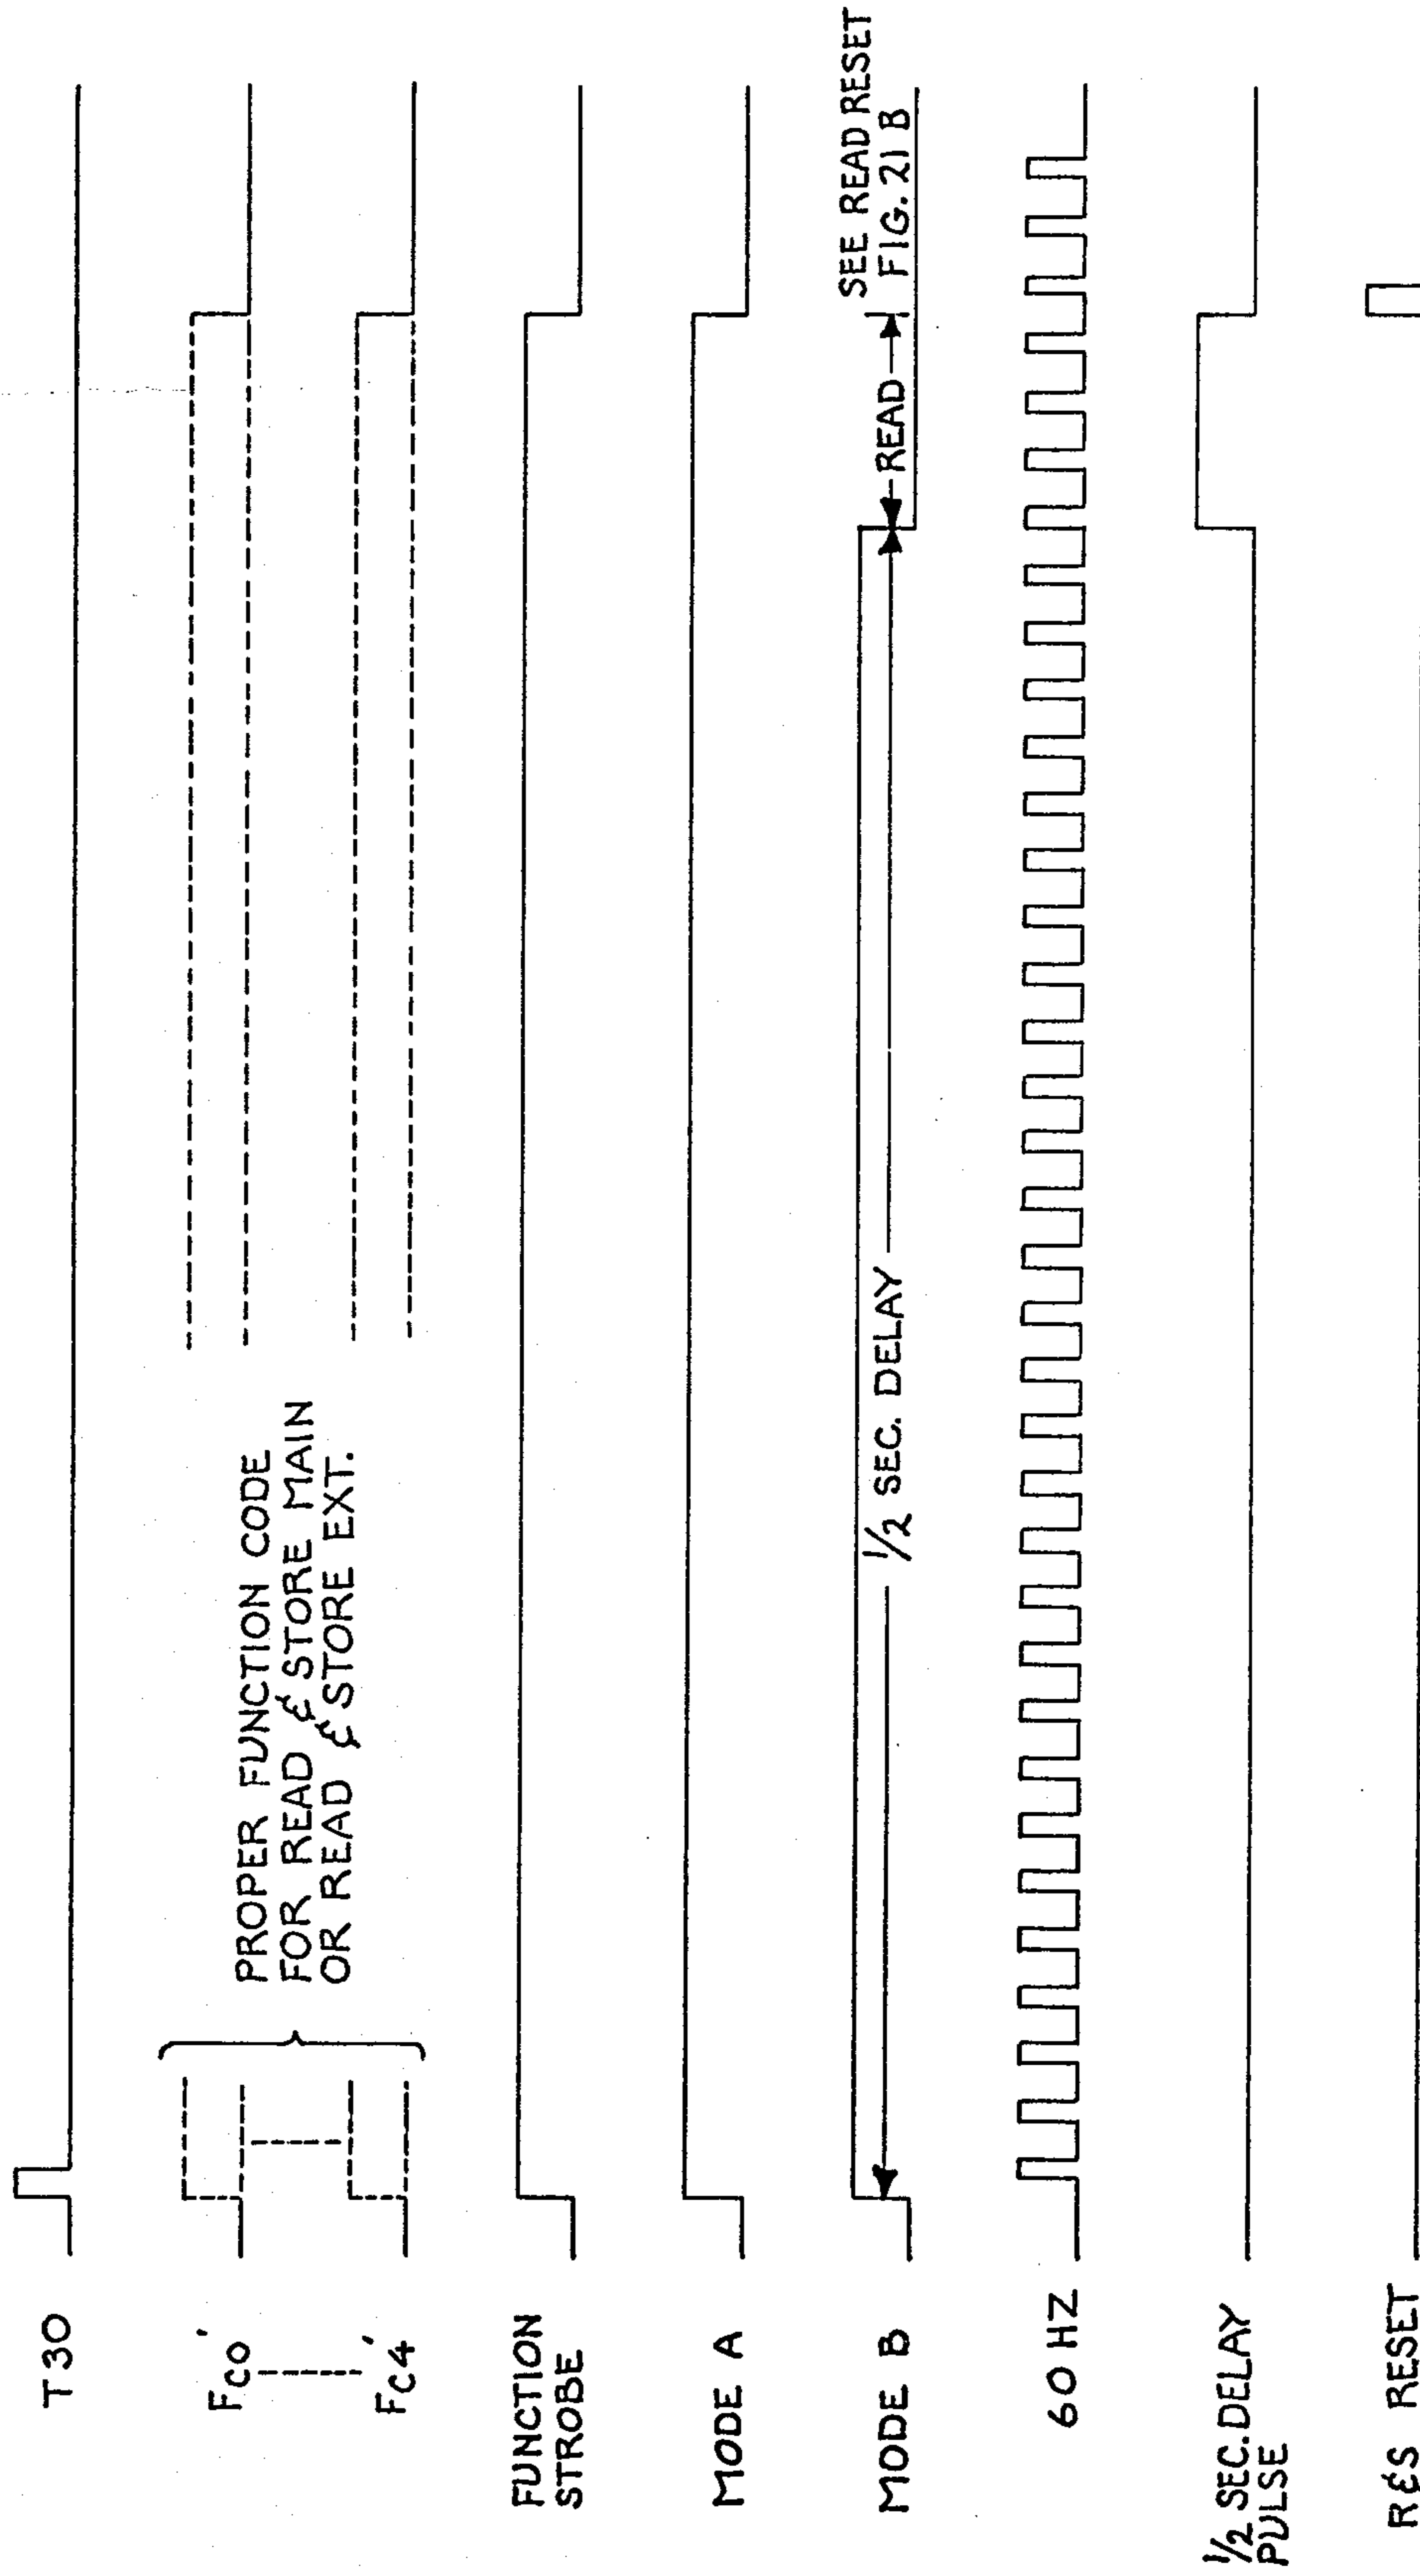 T30
FC0'
FC4'
PROPER FUNCTION CODE
FOR READ & STORE MAIN
OR READ & STORE EXT.
FUNCTION
STROBE
MODE A
MODE B
1/2 SEC. DELAY
READ
SEE READ RESET
FIG. 21 B
60 HZ
1/2 SEC. DELAY
PULSE
R&S RESET